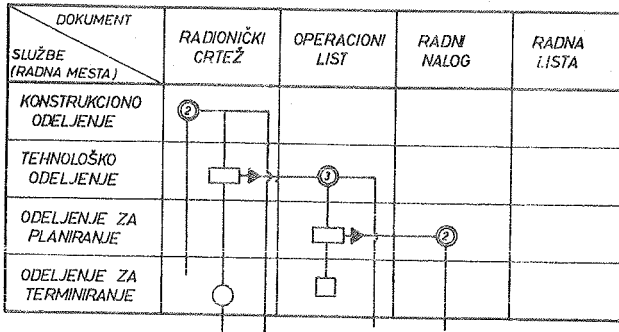 DOKUMENT
SLUŽBE
(RADNA MESTA)
RADIONIČKI
CRTEŽ
OPERACIONI
LIST
RADNI
NALOG
RADNA
LISTA
KONSTRUKCIONO
ODELJENJE
2
TEHNOLOŠKO
ODELJENJE
3
ODELJENJE ZA
PLANIRANJE
2
ODELJENJE ZA
TERMINIRANJE